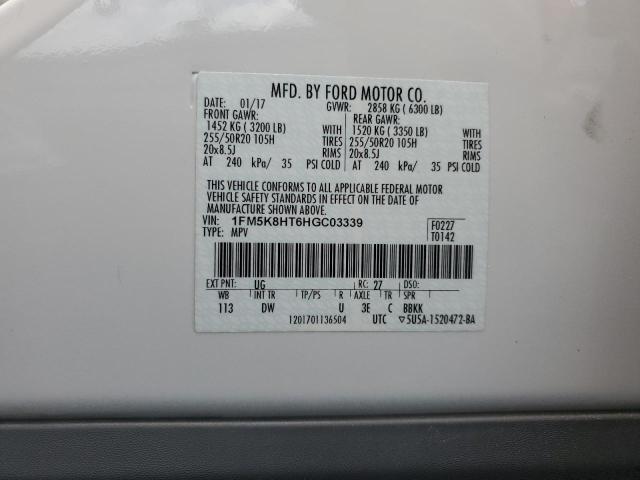 MFD. BY FORD MOTOR CO.
DATE: 01/17 GVWR: 2858 KG ( 6300 LB)
FRONT GAWR: REAR GAWR:
1452 KG ( 3200 LB) WITH 1520 KG ( 3350 LB) WITH
255/50R20 105H TIRES 255/50R20 105H TIRES
20x8.5J RIMS 20x8.5J RIMS
AT 240 kPa/ 35 PSI COLD AT 240 kPa/ 35 PSI COLD
THIS VEHICLE CONFORMS TO ALL APPLICABLE FEDERAL MOTOR
VEHICLE SAFETY STANDARDS IN EFFECT ON THE DATE OF
MANUFACTURE SHOWN ABOVE.
VIN: 1FM5K8HT6HGC03339 F0227
TYPE: MPV T0142
EXT PNT: UG RC: 27 DSO:
WB INT TR TP/PS R AXLE TR SPR
113 DW U 3E C BBKK
1201701136504 UTC ▽5U5A-1520472-BA